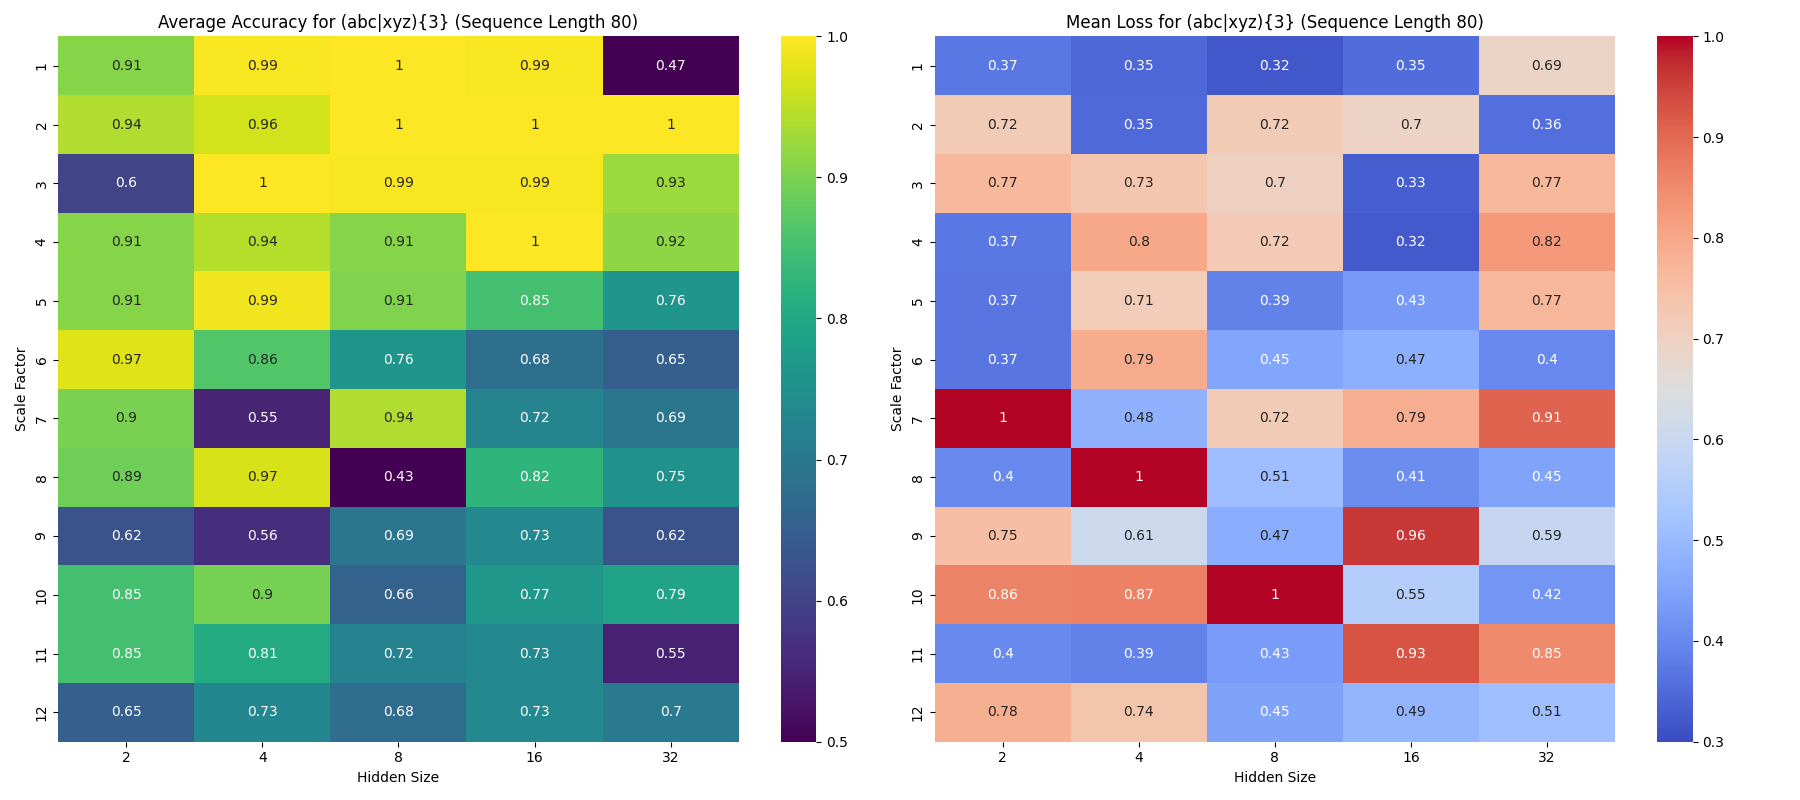 Average Accuracy for (abc|xyz){3} (Sequence Length 80)
Scale Factor
1 0.91 0.99 1 0.99 0.47
2 0.94 0.96 1 1 1
3 0.6 1 0.99 0.99 0.93
4 0.91 0.94 0.91 1 0.92
5 0.91 0.99 0.91 0.85 0.76
6 0.97 0.86 0.76 0.68 0.65
7 0.9 0.55 0.94 0.72 0.69
8 0.89 0.97 0.43 0.82 0.75
9 0.62 0.56 0.69 0.73 0.62
10 0.85 0.9 0.66 0.77 0.79
11 0.85 0.81 0.72 0.73 0.55
12 0.65 0.73 0.68 0.73 0.7
2 4 8 16 32
Hidden Size
1.0
0.9
0.8
0.7
0.6
0.5
Mean Loss for (abc|xyz){3} (Sequence Length 80)
Scale Factor
1 0.37 0.35 0.32 0.35 0.69
2 0.72 0.35 0.72 0.7 0.36
3 0.77 0.73 0.7 0.33 0.77
4 0.37 0.8 0.72 0.32 0.82
5 0.37 0.71 0.39 0.43 0.77
6 0.37 0.79 0.45 0.47 0.4
7 1 0.48 0.72 0.79 0.91
8 0.4 1 0.51 0.41 0.45
9 0.75 0.61 0.47 0.96 0.59
10 0.86 0.87 1 0.55 0.42
11 0.4 0.39 0.43 0.93 0.85
12 0.78 0.74 0.45 0.49 0.51
2 4 8 16 32
Hidden Size
1.0
0.9
0.8
0.7
0.6
0.5
0.4
0.3